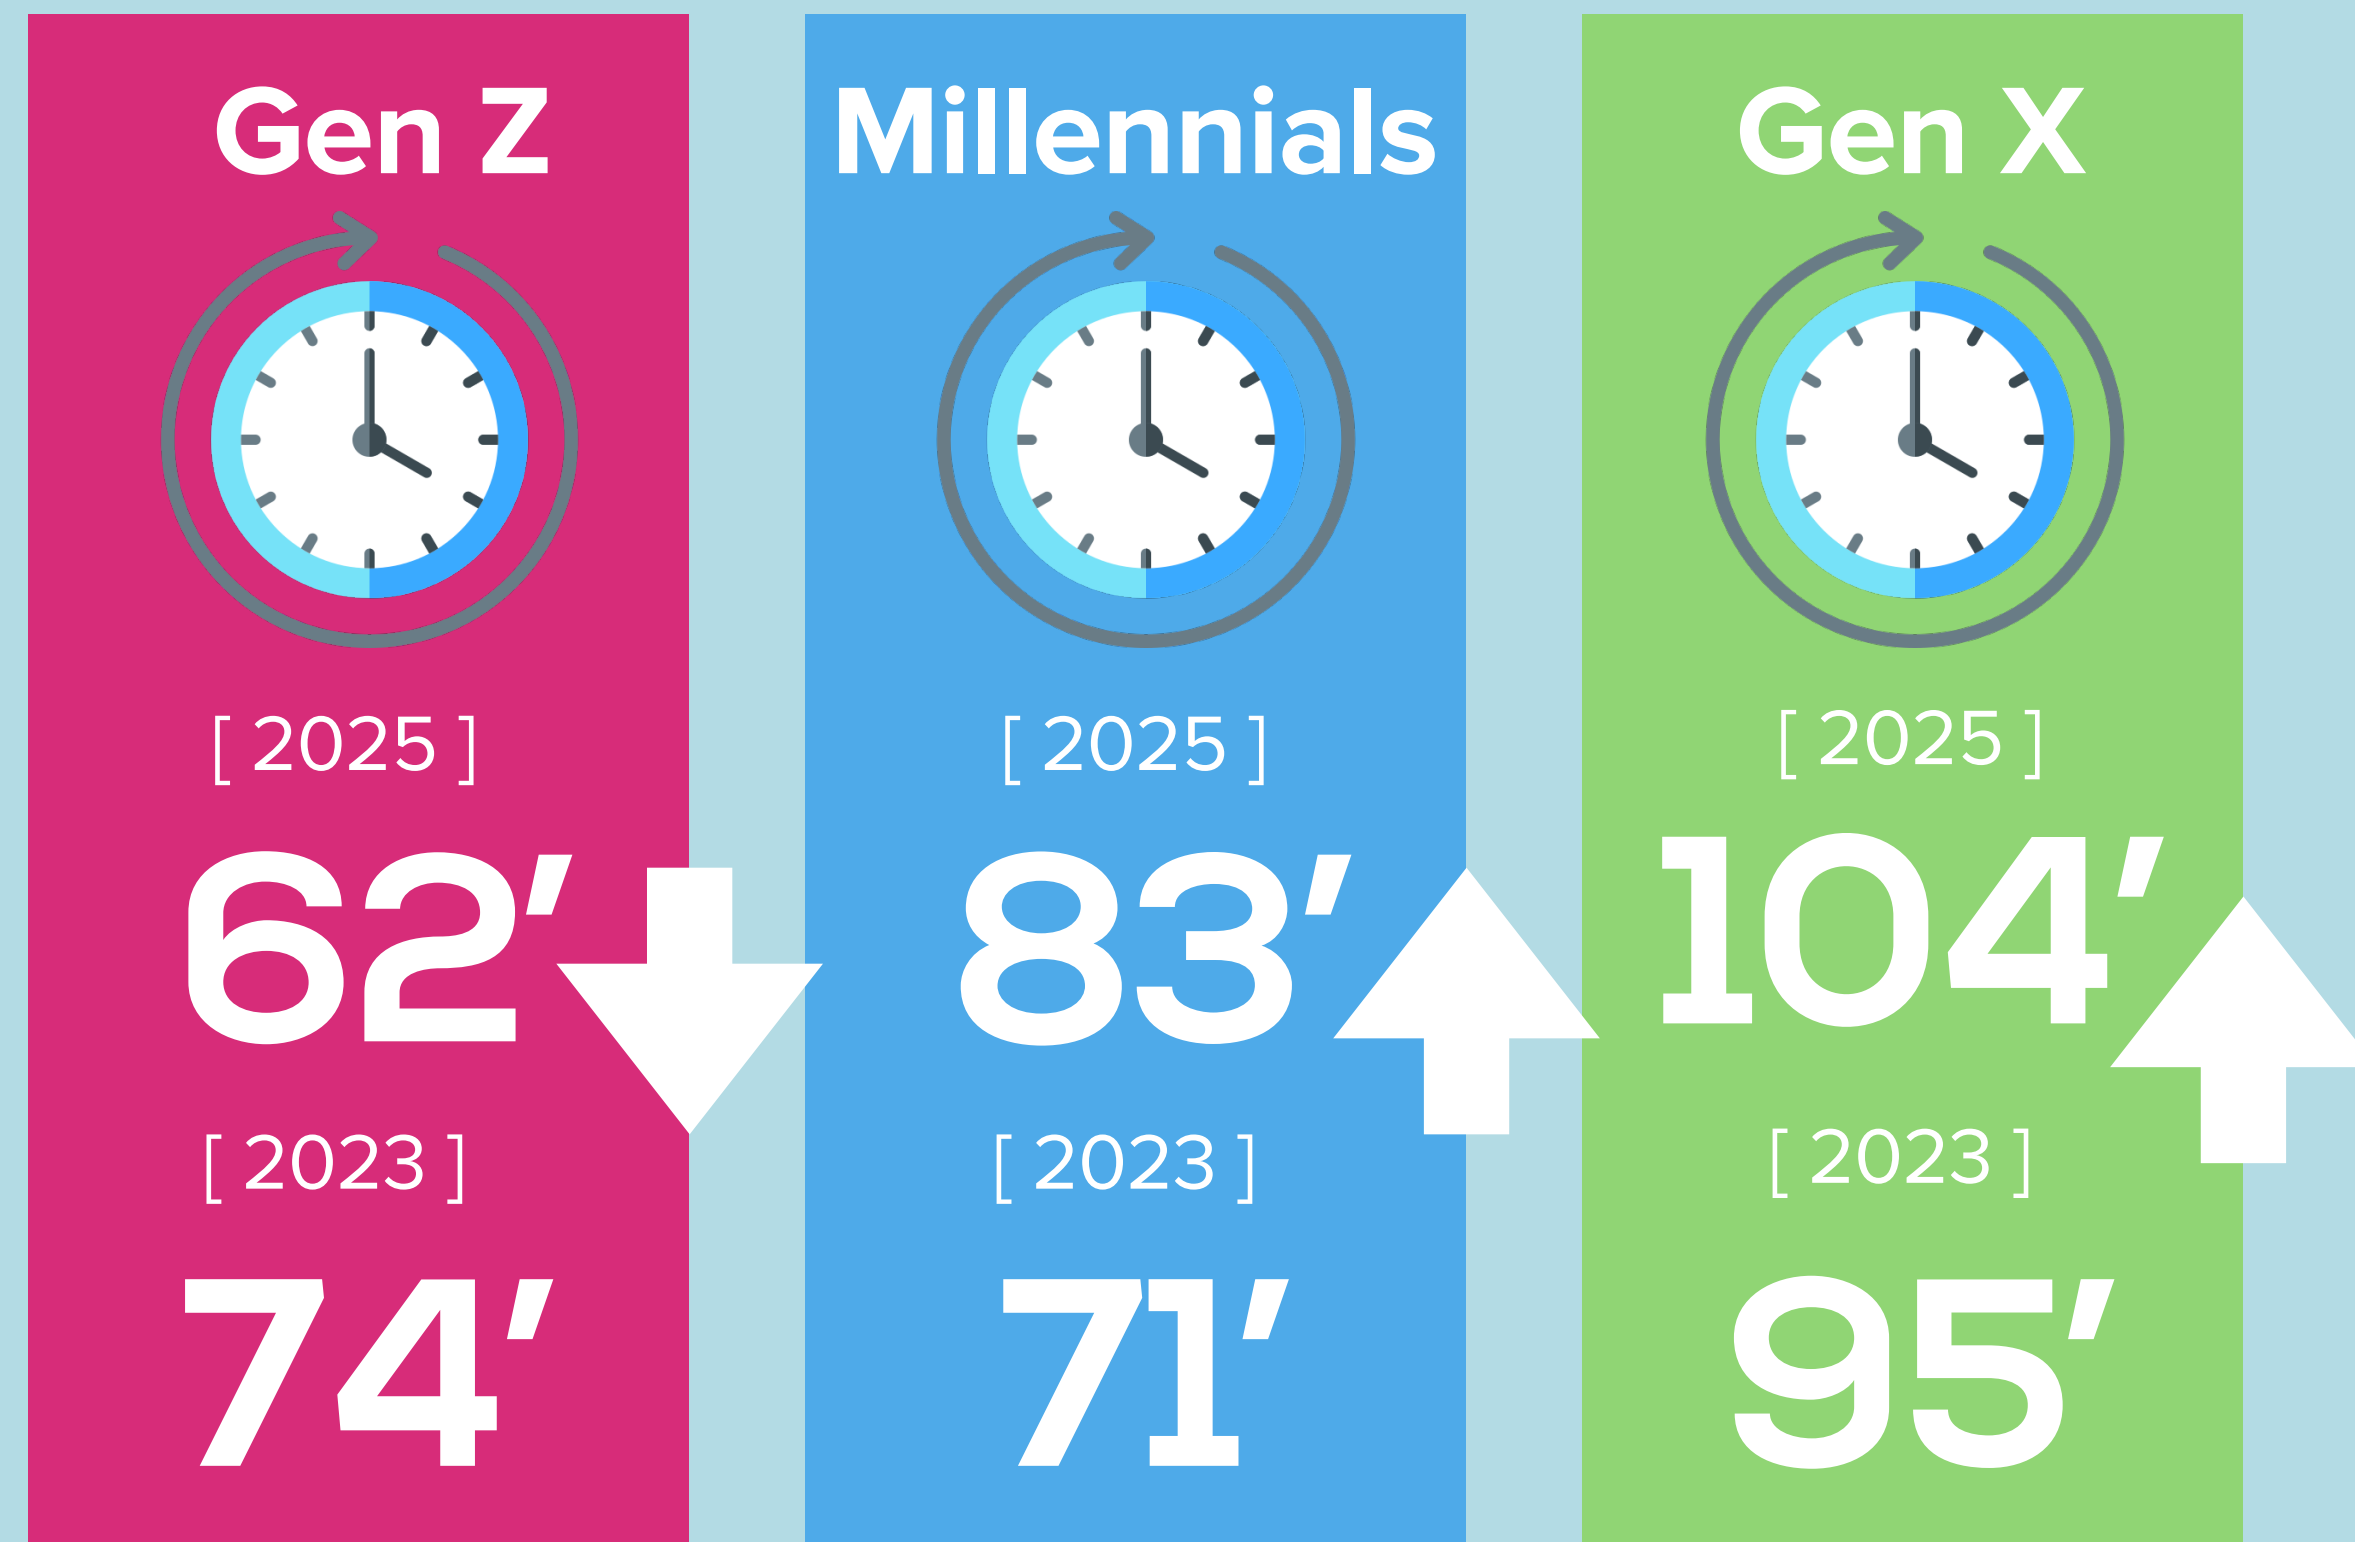 Gen Z
[ 2025 ]
62’
[ 2023 ]
74’
Millennials
[ 2025 ]
83’
[ 2023 ]
71’
Gen X
[ 2025 ]
104’
[ 2023 ]
95’